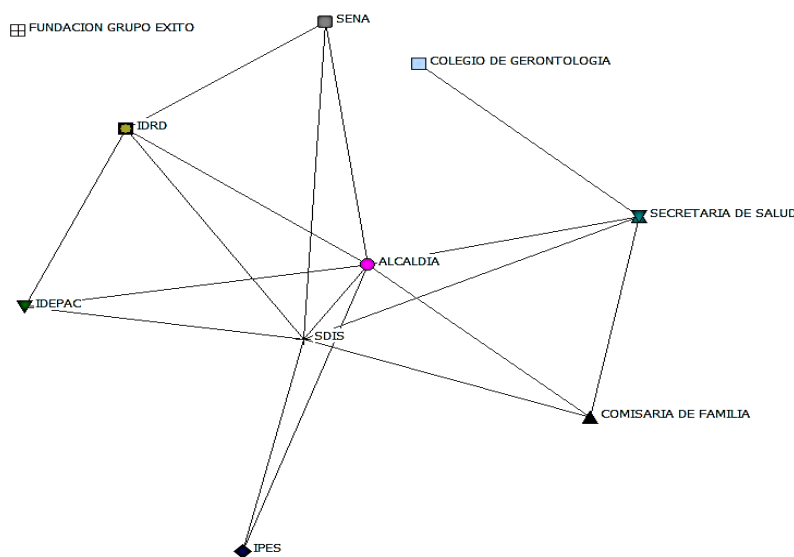 SENA
FUNDACION GRUPO EXITO
COLEGIO DE GERONTOLOGIA
IDRD
SECRETARIA DE SALUD
ALCALDIA
IDEPAC
SDIS
COMISARIA DE FAMILIA
IPES